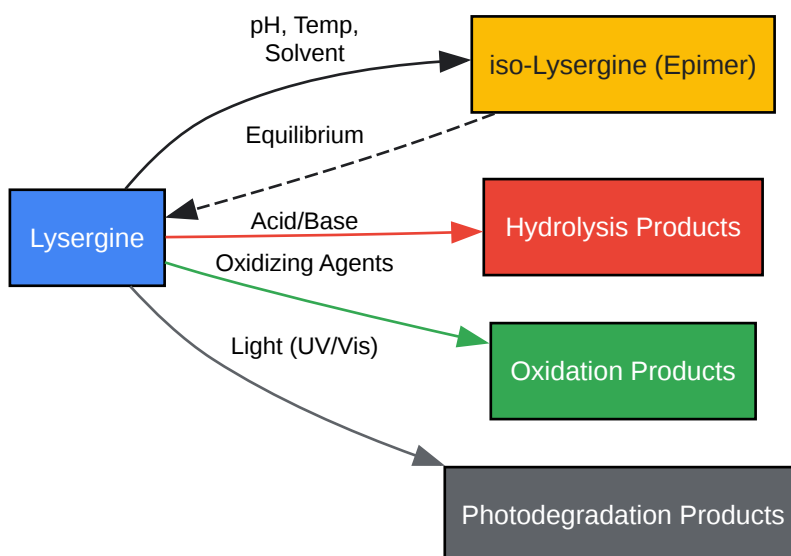 pH, Temp,
Solvent
iso-Lysergine (Epimer)
Equilibrium
Lysergine
Acid/Base
Hydrolysis Products
Oxidizing Agents
Light (UV/Vis)
Oxidation Products
Photodegradation Products